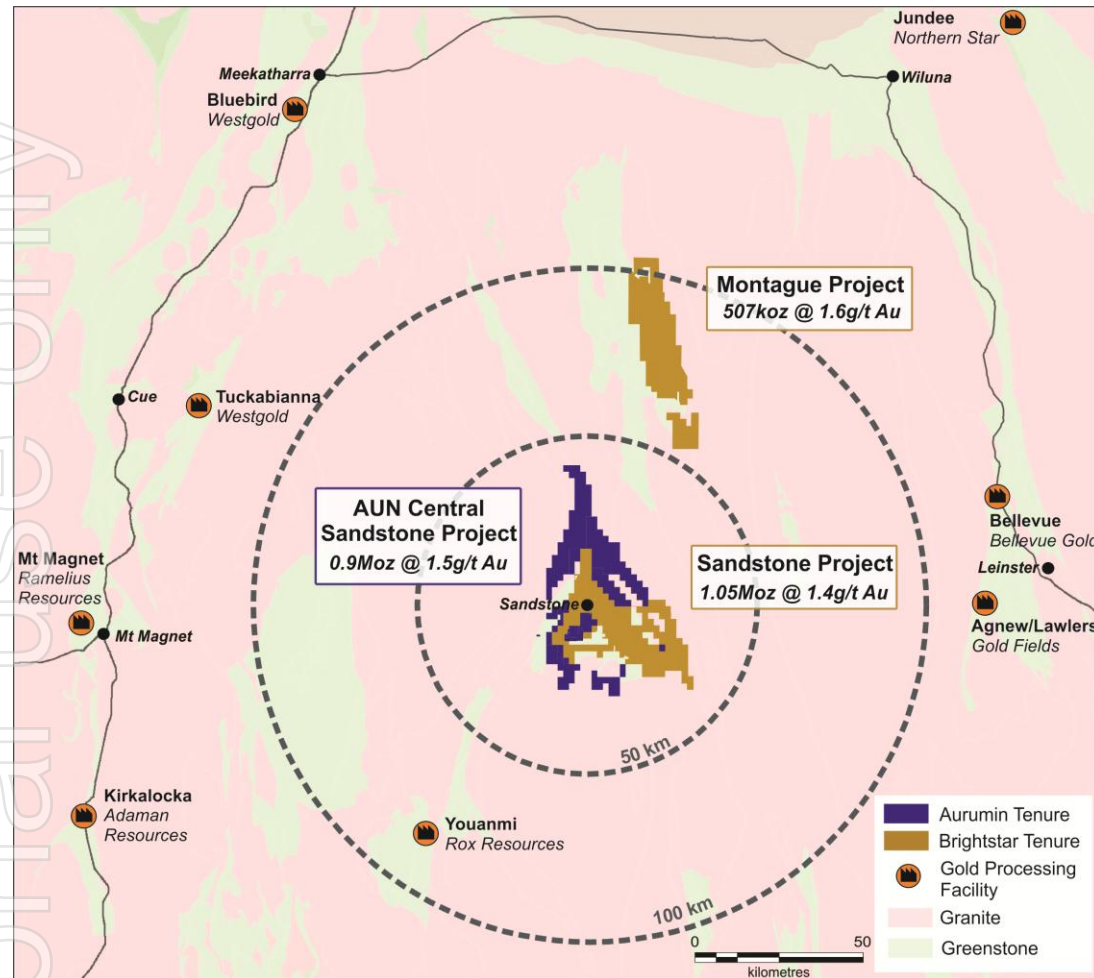 Jundee
Northern Star
Meekatharra
Wiluna
Bluebird
Westgold
Montague Project
507koz @ 1.6g/t Au
Cue
Tuckabianna
Westgold
AUN Central
Sandstone Project
0.9Moz @ 1.5g/t Au
Bellevue
Bellevue Gold
Leinster
Mt Magnet
Ramelius
Resources
Sandstone Project
1.05Moz @ 1.4g/t Au
Sandstone
Mt Magnet
Agnew/Lawlers
Gold Fields
50 km
Kirkalocka
Adaman
Resources
Youanmi
Rox Resources
100 km
Aurumin Tenure
Brightstar Tenure
Gold Processing
Facility
Granite
Greenstone
0 50
kilometres
use only